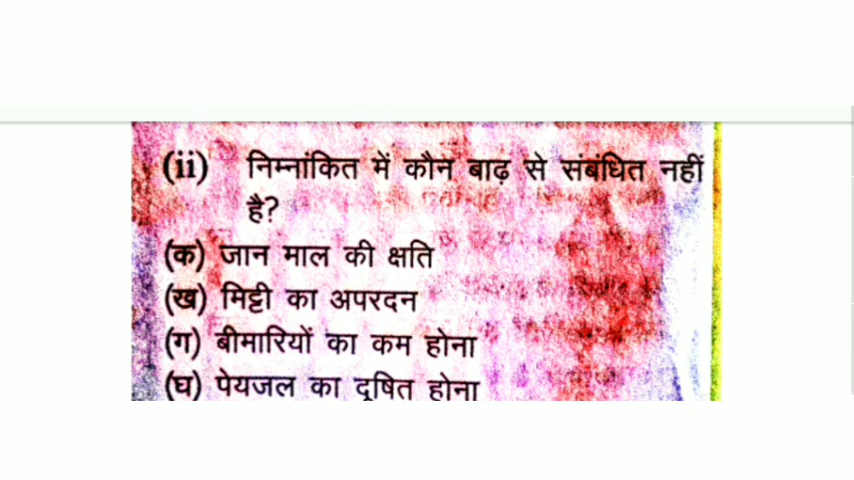 (ii) निम्नांकित में कौन बाढ़ से संबंधित नहीं
है?
(क) जान माल की क्षति
(ख) मिट्टी का अपरदन
(ग) बीमारियों का कम होना
(घ) पेयजल का दूषित होना